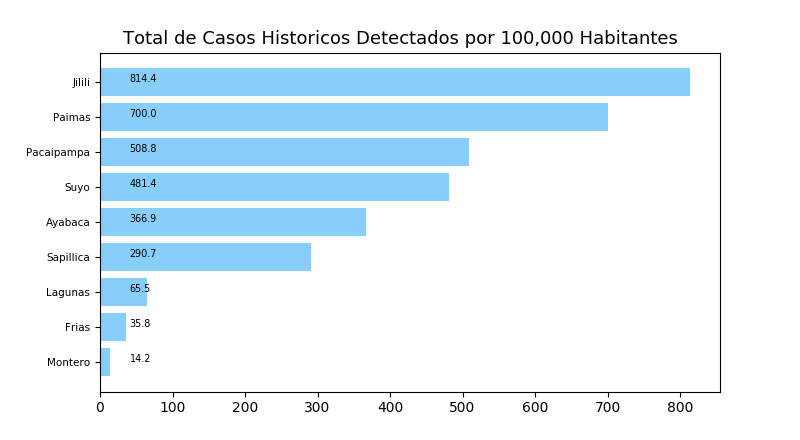 Total de Casos Historicos Detectados por 100,000 Habitantes
Jilili 814.4
Paimas 700.0
Pacaipampa 508.8
Suyo 481.4
Ayabaca 366.9
Sapillica 290.7
Lagunas 65.5
Frias 35.8
Montero 14.2
0 100 200 300 400 500 600 700 800